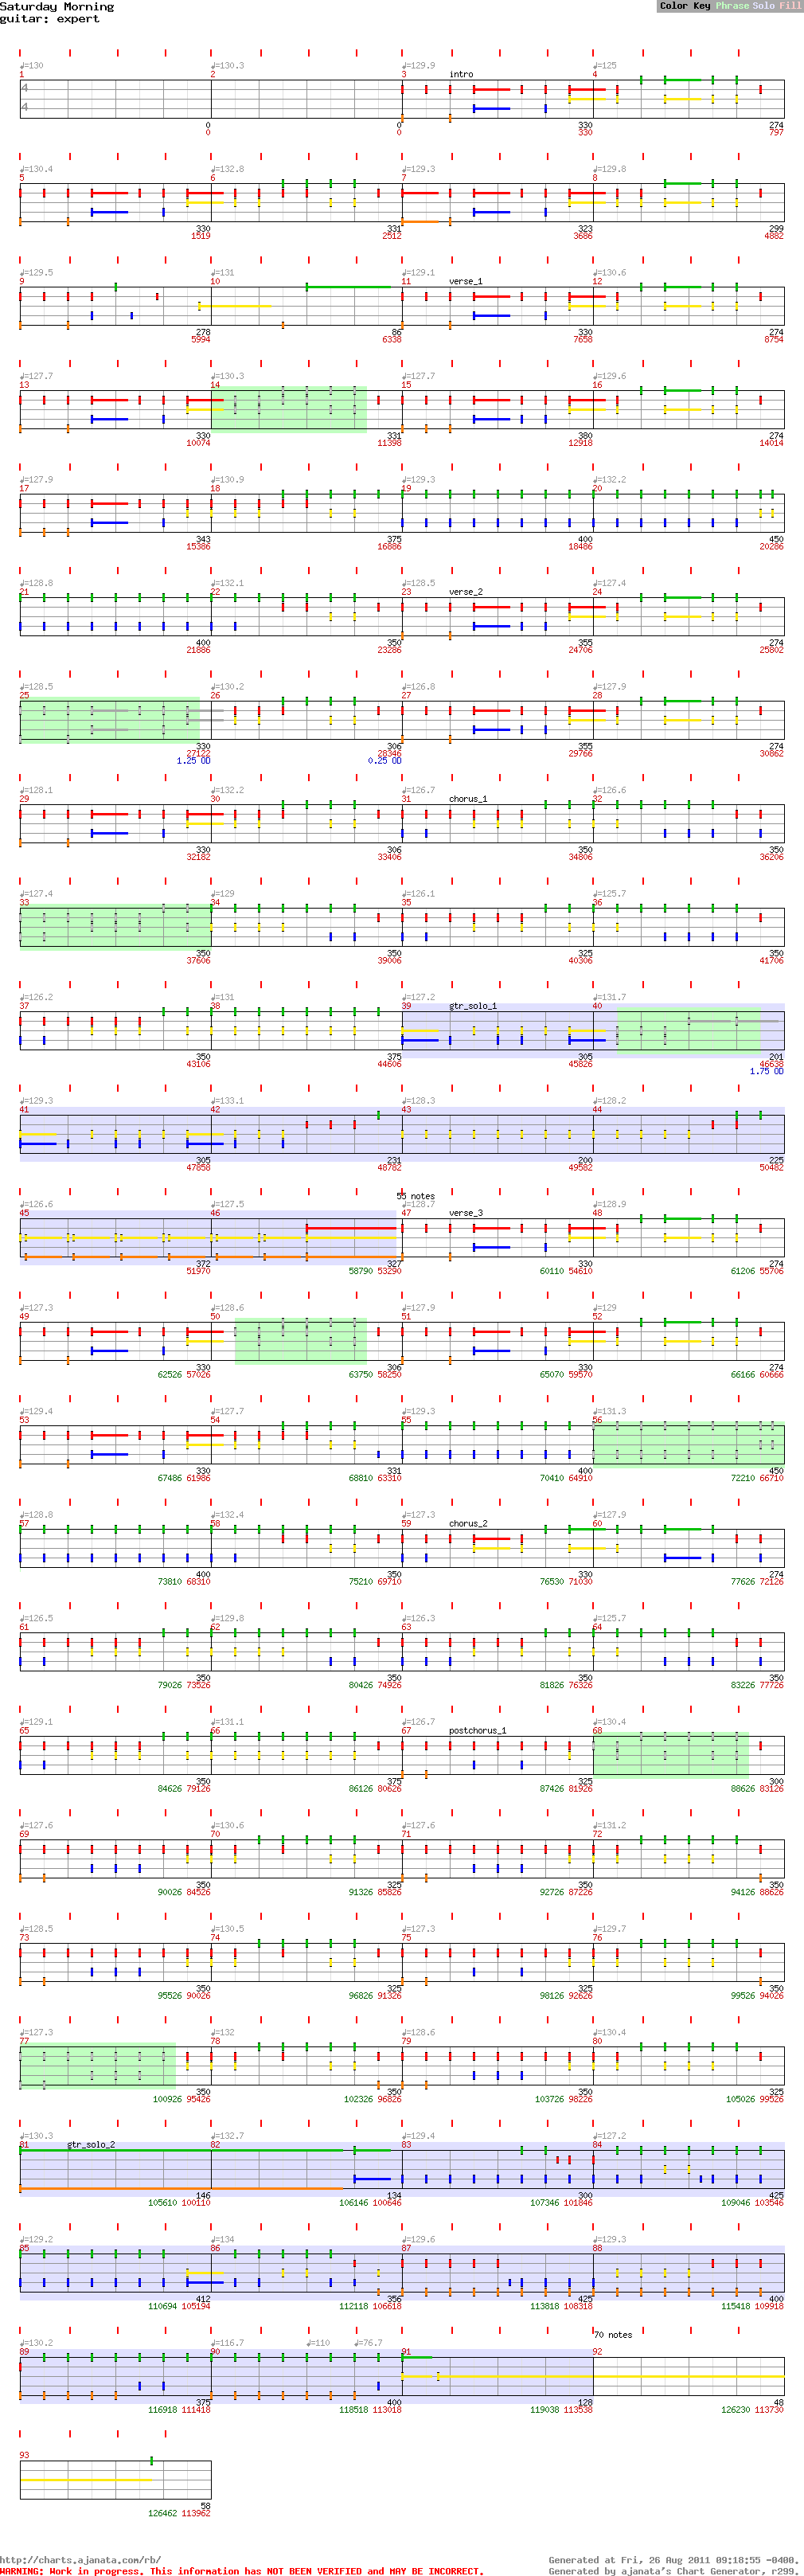 Saturday Morning
Color Key Phrase Solo Fill
guitar: expert
♩=130 ♩=130.3 ♩=129.9 ♩=125
1 2 3 intro 4
4
4
0 0 330 274
0 0 330 797
♩=130.4 ♩=132.8 ♩=129.3 ♩=129.8
5 6 7 8
330 331 323 299
1519 2512 3686 4882
♩=129.5 ♩=131 ♩=129.1 ♩=130.6
9 10 11 verse_1 12
278 86 330 274
5994 6338 7658 8754
♩=127.7 ♩=130.3 ♩=127.7 ♩=129.6
13 14 15 16
330 331 380 274
10074 11398 12918 14014
♩=127.9 ♩=130.9 ♩=129.3 ♩=132.2
17 18 19 20
343 375 400 450
15386 16886 18486 20286
♩=128.8 ♩=132.1 ♩=128.5 ♩=127.4
21 22 23 verse_2 24
400 350 355 274
21886 23286 24706 25802
♩=128.5 ♩=130.2 ♩=126.8 ♩=127.9
25 26 27 28
330 306 355 274
27122 28346 29766 30862
1.25 OD 0.25 OD
♩=128.1 ♩=132.2 ♩=126.7 ♩=126.6
29 30 31 chorus_1 32
330 306 350 350
32182 33406 34806 36206
♩=127.4 ♩=129 ♩=126.1 ♩=125.7
33 34 35 36
350 350 325 350
37606 39006 40306 41706
♩=126.2 ♩=131 ♩=127.2 ♩=131.7
37 38 39 gtr_solo_1 40
350 375 305 201
43106 44606 45826 46638
1.75 OD
♩=129.3 ♩=133.1 ♩=128.3 ♩=128.2
41 42 43 44
305 231 200 225
47858 48782 49582 50482
55 notes
♩=126.6 ♩=127.5 ♩=128.7 ♩=128.9
45 46 47 verse_3 48
372 327 330 274
51970 58790 53290 60110 54610 61206 55706
♩=127.3 ♩=128.6 ♩=127.9 ♩=129
49 50 51 52
330 306 330 274
62526 57026 63750 58250 65070 59570 66166 60666
♩=129.4 ♩=127.7 ♩=129.3 ♩=131.3
53 54 55 56
330 331 400 450
67486 61986 68810 63310 70410 64910 72210 66710
♩=128.8 ♩=132.4 ♩=127.3 ♩=127.9
57 58 59 chorus_2 60
400 350 330 274
73810 68310 75210 69710 76530 71030 77626 72126
♩=126.5 ♩=129.8 ♩=126.3 ♩=125.7
61 62 63 64
350 350 350 350
79026 73526 80426 74926 81826 76326 83226 77726
♩=129.1 ♩=131.1 ♩=126.7 ♩=130.4
65 66 67 postchorus_1 68
350 375 325 300
84626 79126 86126 80626 87426 81926 88626 83126
♩=127.6 ♩=130.6 ♩=127.6 ♩=131.2
69 70 71 72
350 325 350 350
90026 84526 91326 85826 92726 87226 94126 88626
♩=128.5 ♩=130.5 ♩=127.3 ♩=129.7
73 74 75 76
350 325 325 350
95526 90026 96826 91326 98126 92626 99526 94026
♩=127.3 ♩=132 ♩=128.6 ♩=130.4
77 78 79 80
350 350 350 325
100926 95426 102326 96826 103726 98226 105026 99526
♩=130.3 ♩=132.7 ♩=129.4 ♩=127.2
81 gtr_solo_2 82 83 84
146 134 300 425
105610 100110 106146 100646 107346 101846 109046 103546
♩=129.2 ♩=134 ♩=129.6 ♩=129.3
85 86 87 88
412 356 425 400
110694 105194 112118 106618 113818 108318 115418 109918
70 notes
♩=130.2 ♩=116.7 ♩=110 ♩=76.7
89 90 91 92
375 400 128 48
116918 111418 118518 113018 119038 113538 126230 113730
93
58
126462 113962
http://charts.ajanata.com/rb/
Generated at Fri, 26 Aug 2011 09:18:55 -0400.
WARNING: Work in progress. This information has NOT BEEN VERIFIED and MAY BE INCORRECT.
Generated by ajanata's Chart Generator, r299.